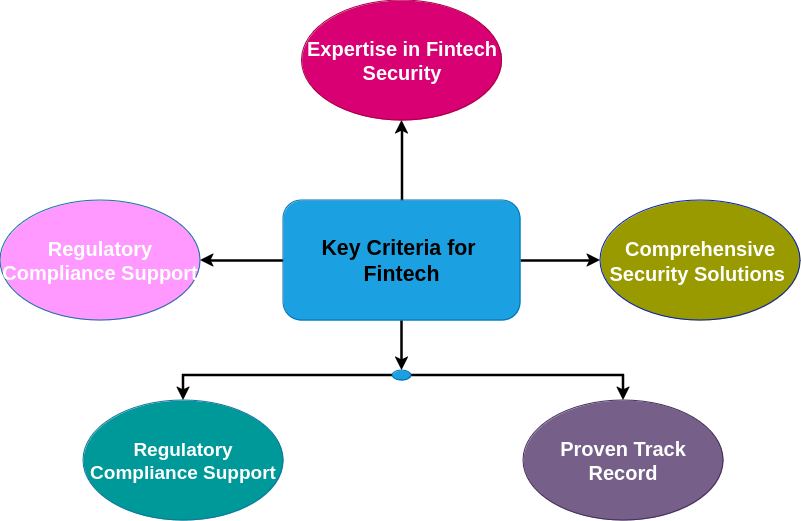 Expertise in Fintech
Security
Regulatory
Compliance Support
Key Criteria for
Fintech
Comprehensive
Security Solutions
Regulatory
Compliance Support
Proven Track
Record